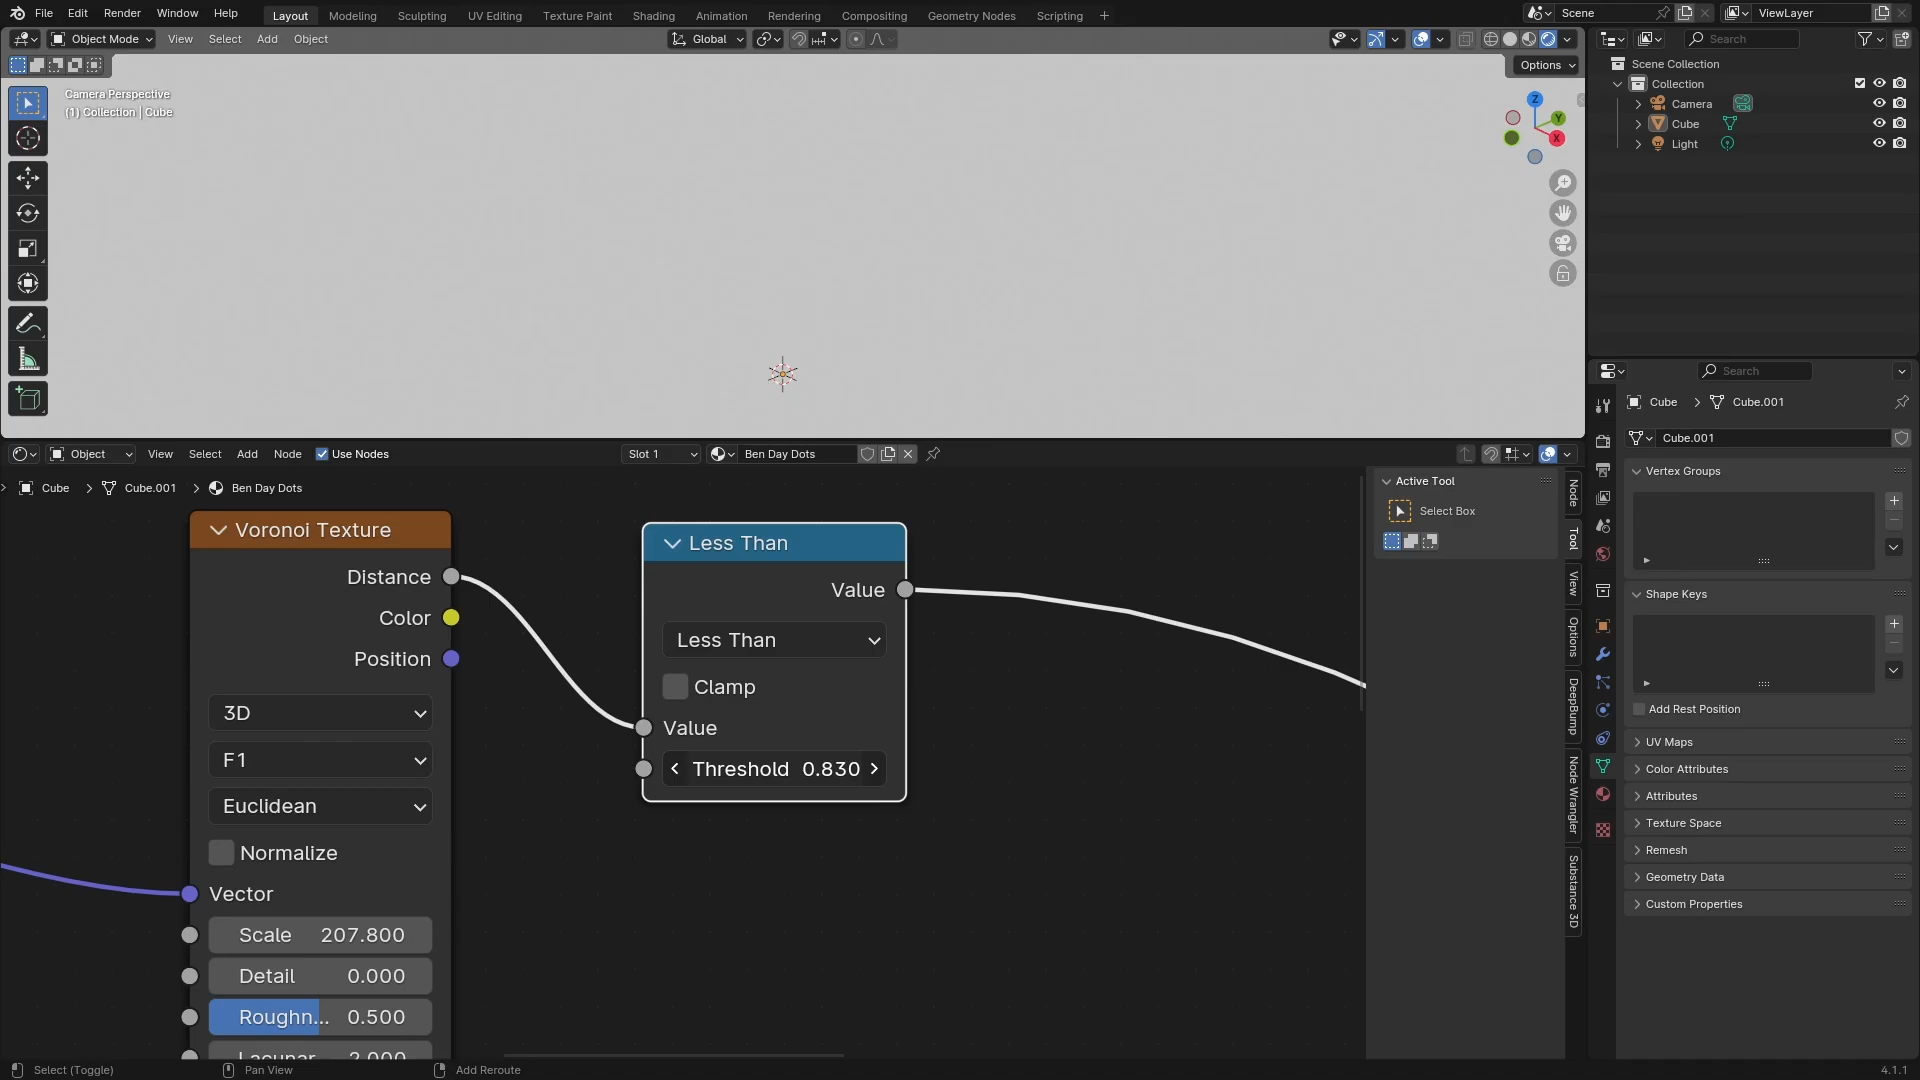 File Edit Render Window Help Layout Modeling Sculpting UV Editing Texture Paint Shading Animation Rendering Compositing Geometry Nodes Scripting + Scene ViewLayer
Object Mode View Select Add Object Global Search
Options
Camera Perspective
(1) Collection | Cube
Z
Y
X
Scene Collection
Collection
Camera
Cube
Light
Search
Cube > Cube.001
Cube.001
Vertex Groups
Shape Keys
Add Rest Position
UV Maps
Color Attributes
Attributes
Texture Space
Remesh
Geometry Data
Custom Properties
Object View Select Add Node Use Nodes Slot 1 Ben Day Dots
Cube > Cube.001 > Ben Day Dots
Voronoi Texture
Distance
Color
Position
3D
F1
Euclidean
Normalize
Vector
Scale 207.800
Detail 0.000
Roughn... 0.500
Lacunar 2.000
Less Than
Value
Less Than
Clamp
Value
Threshold 0.830
Active Tool
Select Box
Node
Tool
View
Options
DeepBump
Node Wrangler
Substance 3D
Select (Toggle) Pan View Add Reroute 4.1.1